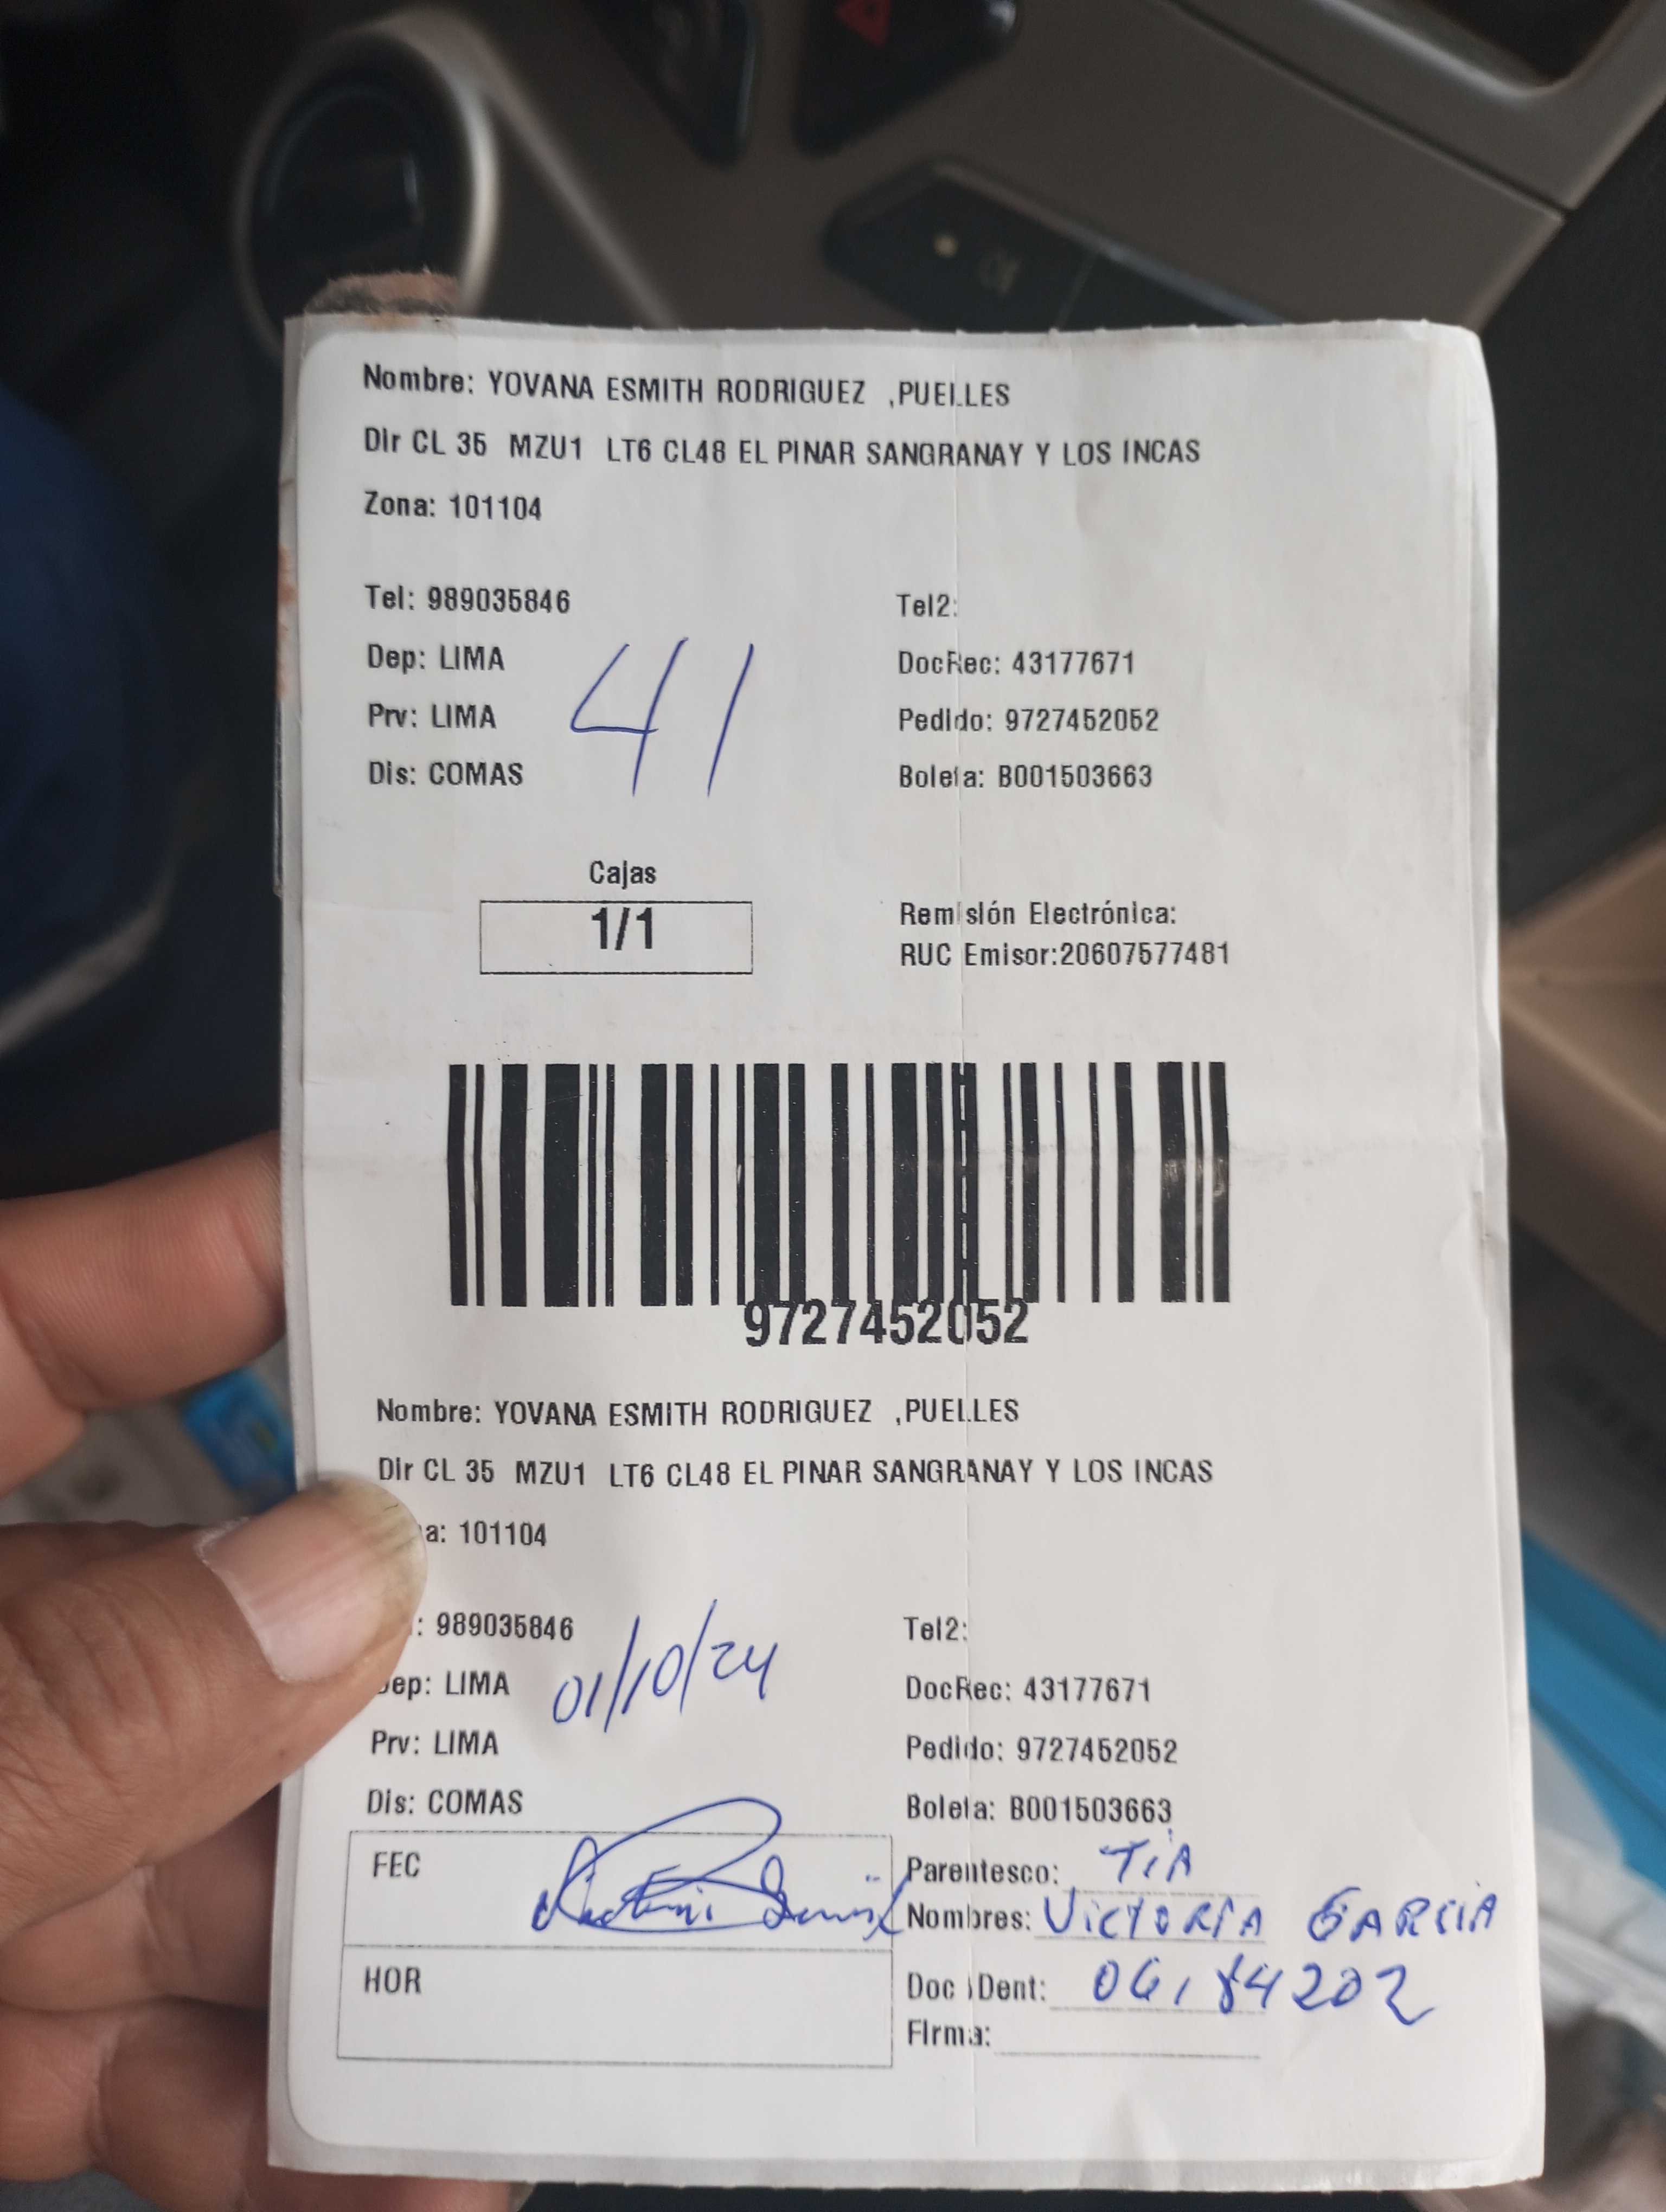 Nombre: YOVANA ESMITH RODRIGUEZ ,PUELLES
Dir CL 35 MZU1 LT6 CL48 EL PINAR SANGRANAY Y LOS INCAS
Zona: 101104
Tel: 989035846 Tel2:
Dep: LIMA DocRec: 43177671
Prv: LIMA Pedido: 9727452052
Dis: COMAS Boleta: B001503663
41
Cajas
1/1
Remisión Electrónica:
RUC Emisor:20607577481
9727452052
Nombre: YOVANA ESMITH RODRIGUEZ ,PUELLES
Dir CL 35 MZU1 LT6 CL48 EL PINAR SANGRANAY Y LOS INCAS
a: 101104
: 989035846 Tel2:
Dep: LIMA DocRec: 43177671
01/10/24
Prv: LIMA Pedido: 9727452052
Dis: COMAS Boleta: B001503663
FEC Parentesco: TIA
Nombres: VICTORIA GARCIA
HOR Doc IDent: 06184202
Firma: